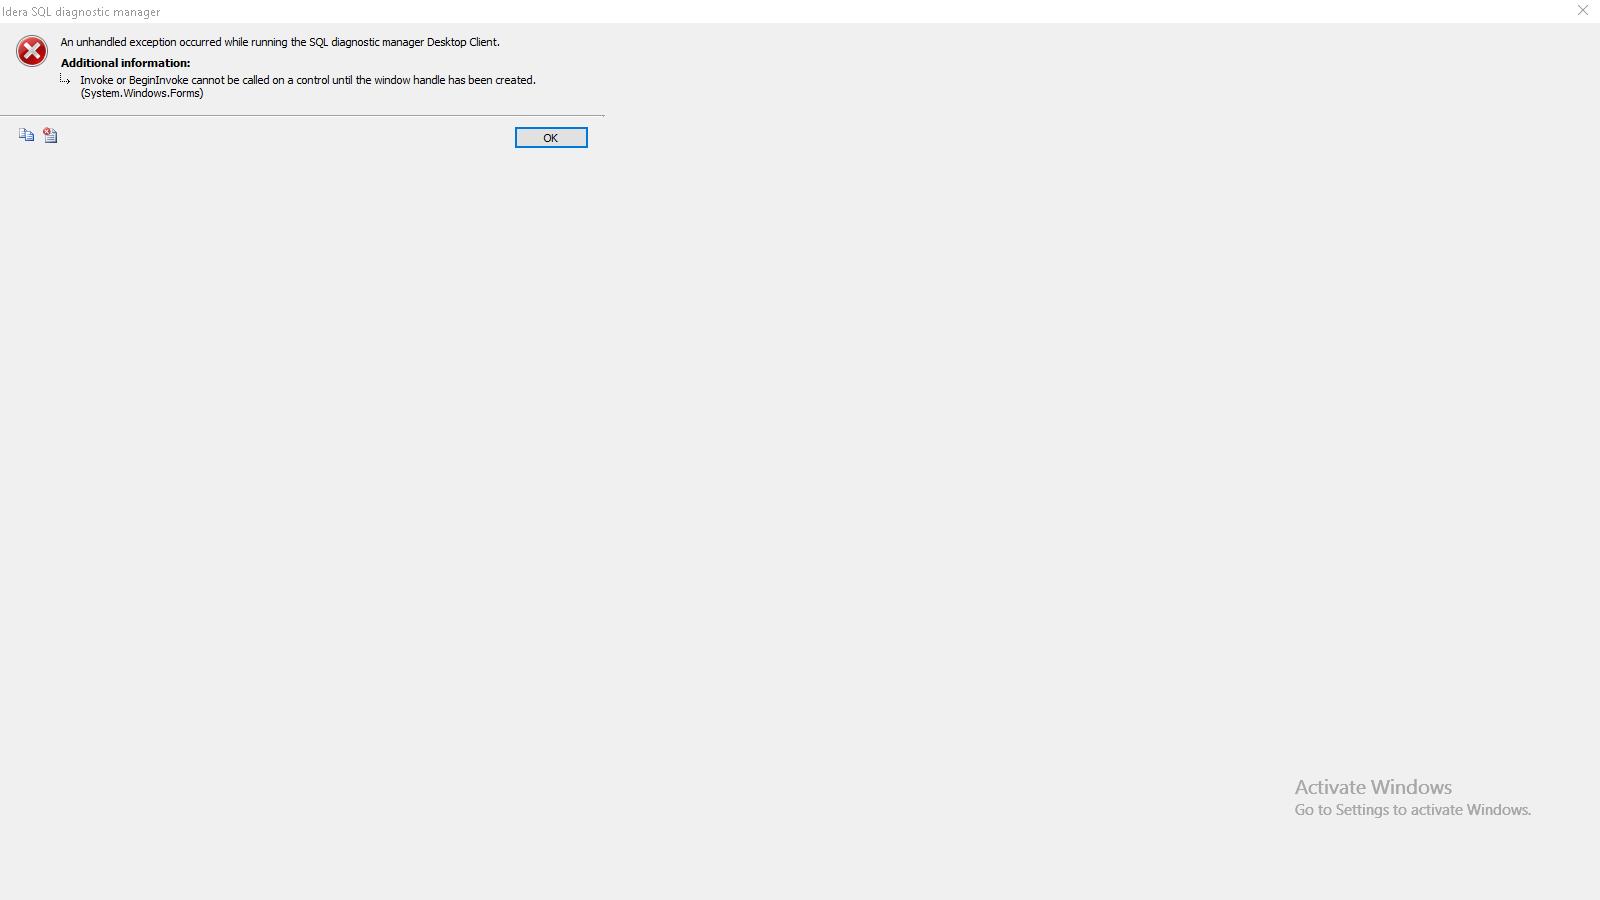 Idera SQL diagnostic manager
An unhandled exception occurred while running the SQL diagnostic manager Desktop Client.
Additional information:
Invoke or BeginInvoke cannot be called on a control until the window handle has been created.
(System.Windows.Forms)
OK
Activate Windows
Go to Settings to activate Windows.